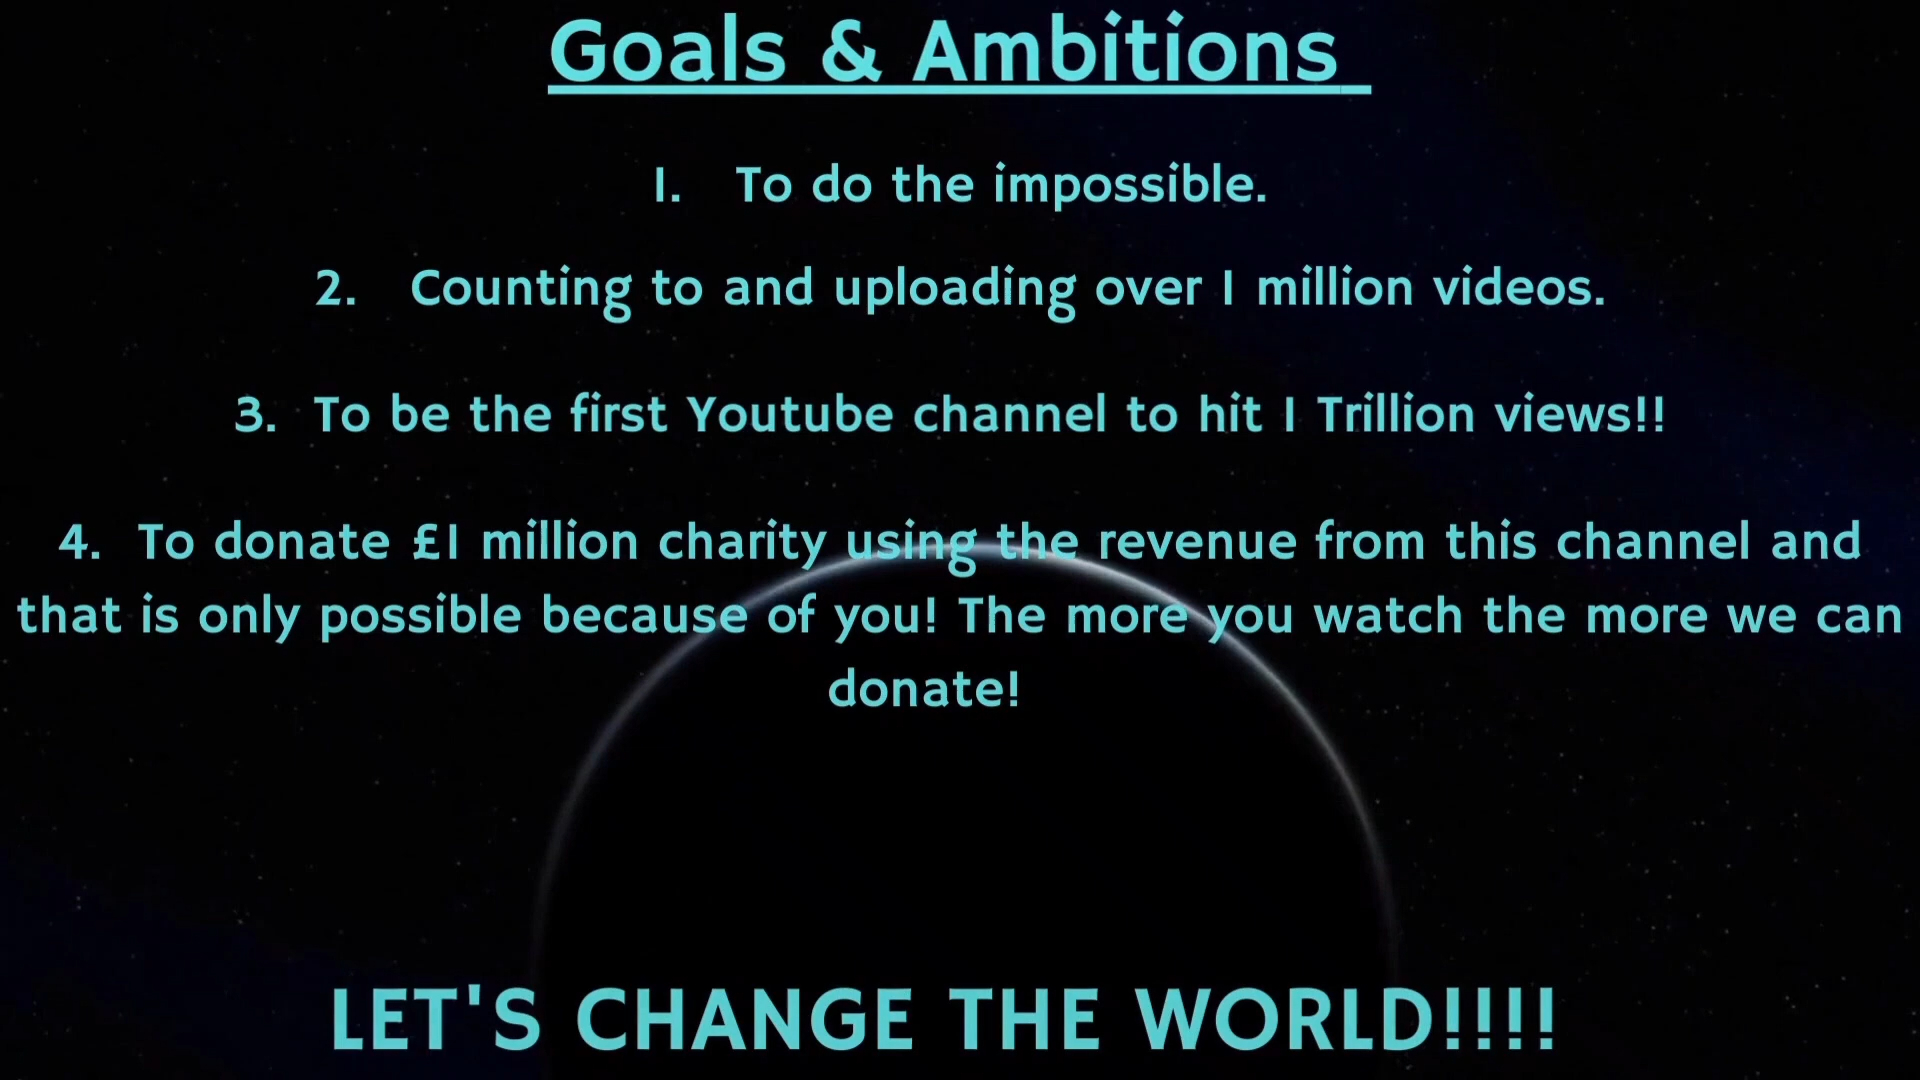 Goals & Ambitions
1. To do the impossible.
2. Counting to and uploading over 1 million videos.
3. To be the first Youtube channel to hit 1 Trillion views!!
4. To donate £1 million charity using the revenue from this channel and
that is only possible because of you! The more you watch the more we can
donate!
LET'S CHANGE THE WORLD!!!!